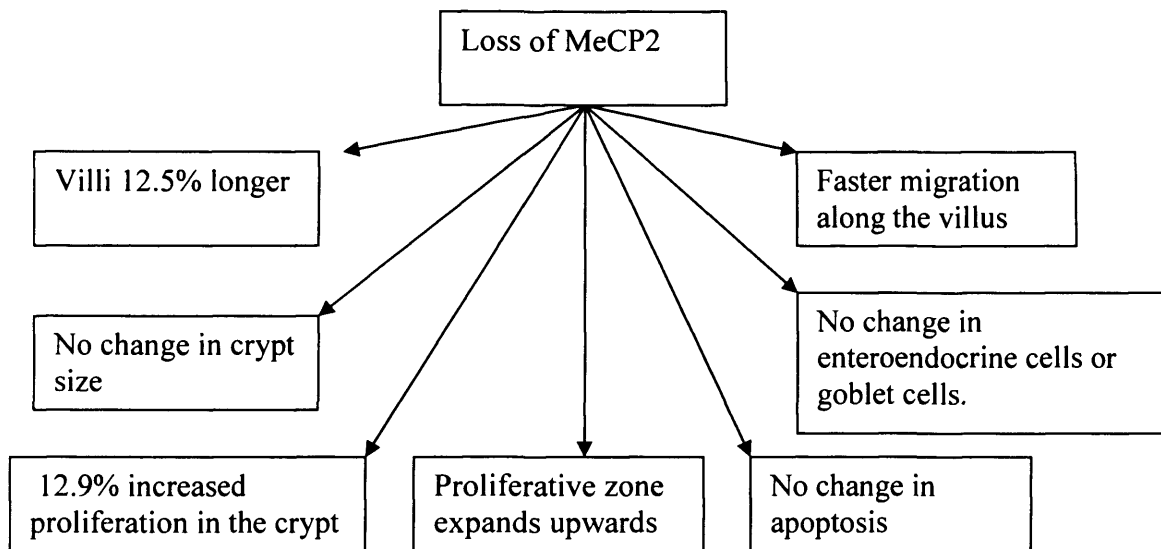 Loss of MeCP2
Villi 12.5% longer
Faster migration
along the villus
No change in crypt
size
No change in
enteroendocrine cells or
goblet cells.
12.9% increased
proliferation in the crypt
Proliferative zone
expands upwards
No change in
apoptosis